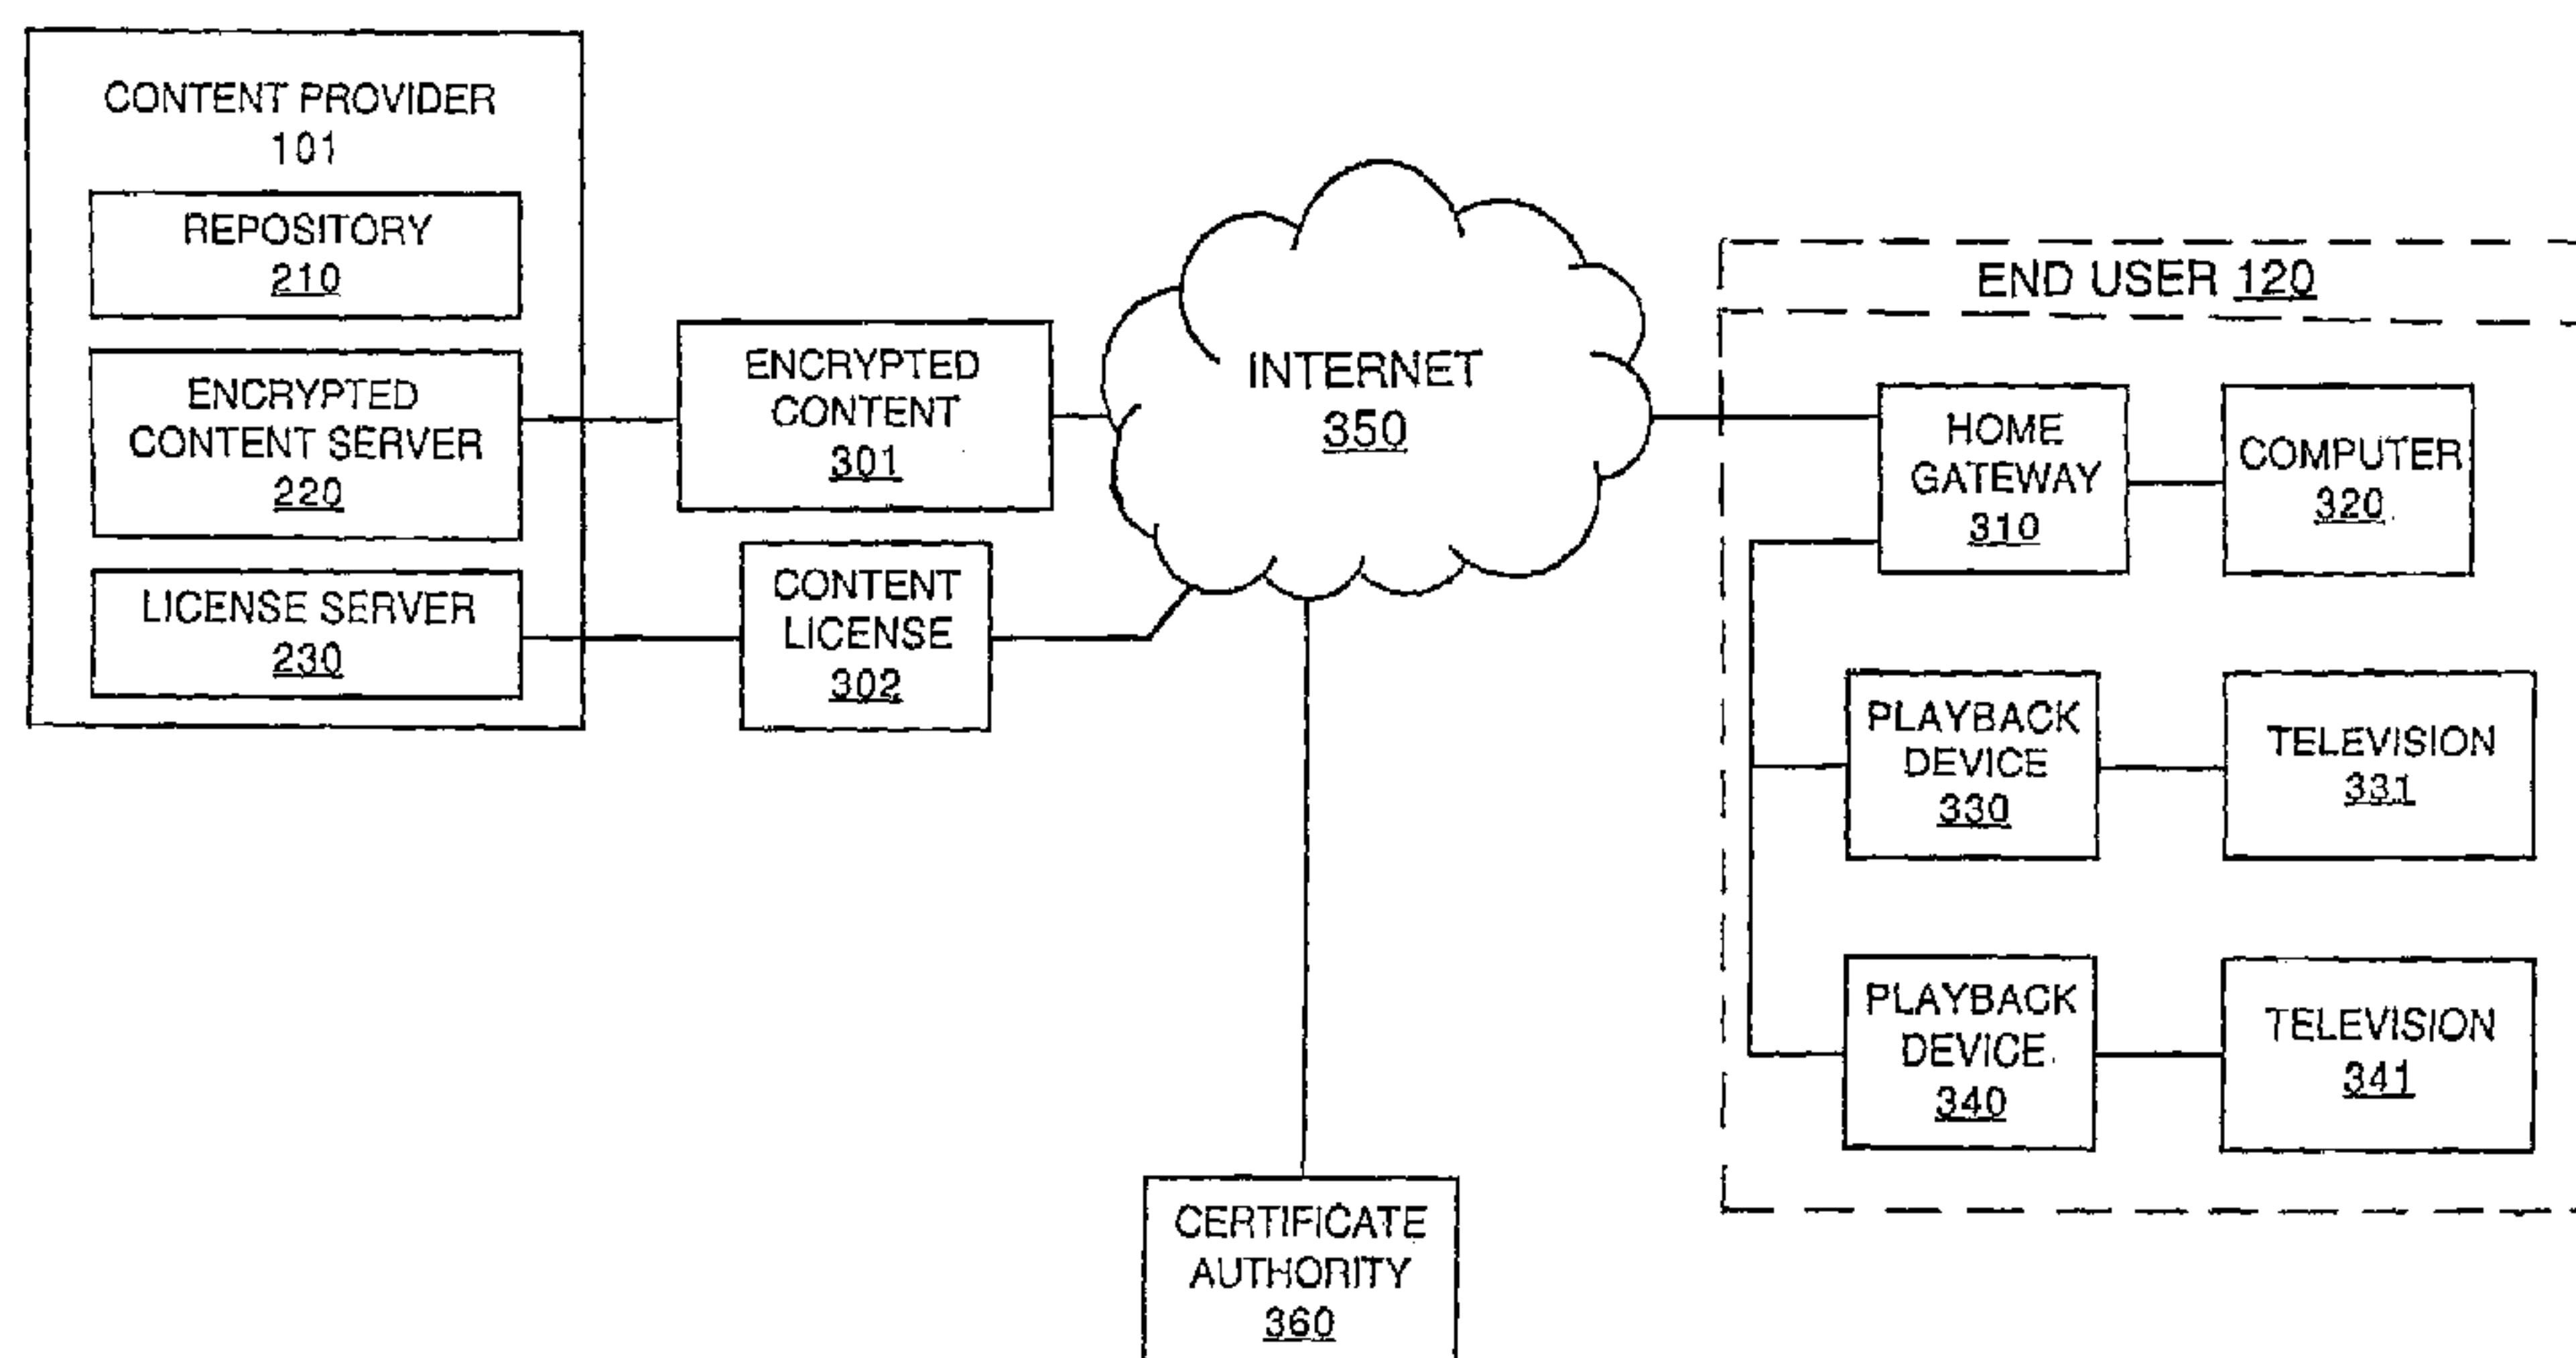 CONTENT PROVIDER
101
REPOSITORY
210
ENCRYPTED
CONTENT SERVER
220
LICENSE SERVER
230
ENCRYPTED
CONTENT
301
CONTENT
LICENSE
302
INTERNET
350
CERTIFICATE
AUTHORITY
360
END USER 120
HOME
GATEWAY
310
COMPUTER
320
PLAYBACK
DEVICE
330
TELEVISION
331
PLAYBACK
DEVICE
340
TELEVISION
341